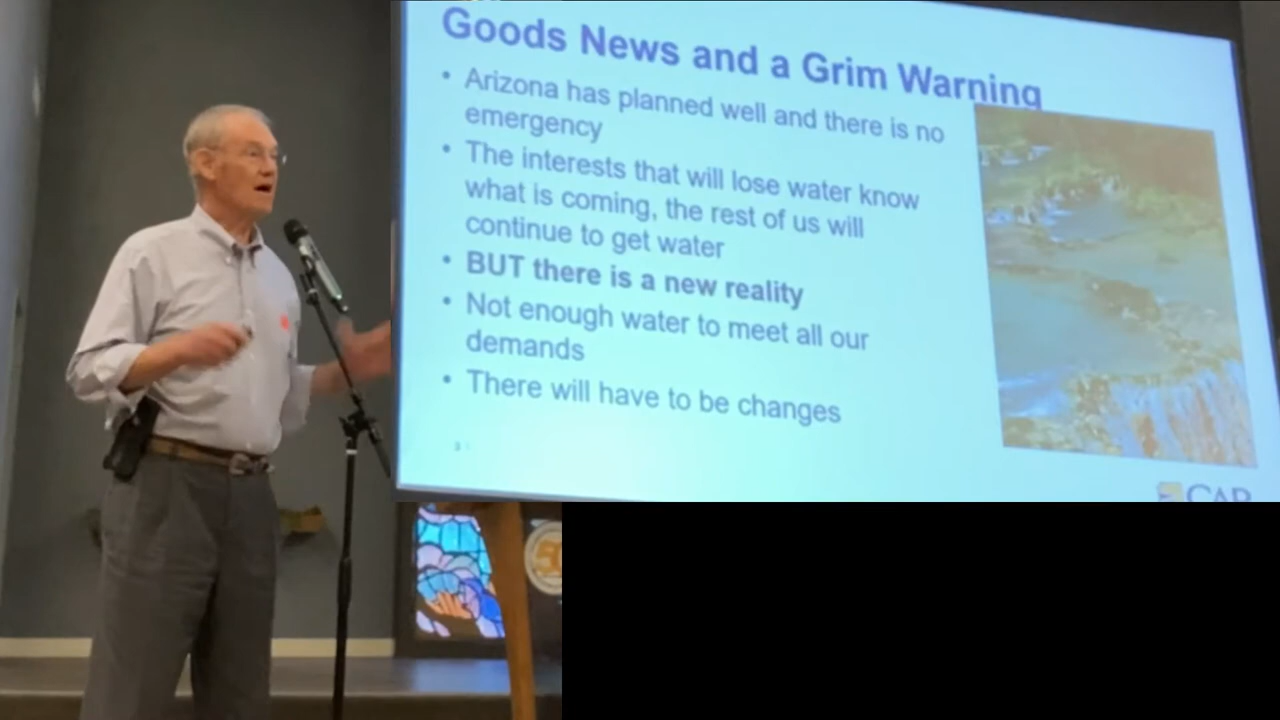 Goods News and a Grim Warning
• Arizona has planned well and there is no
emergency
• The interests that will lose water know
what is coming, the rest of us will
continue to get water
• BUT there is a new reality
• Not enough water to meet all our
demands
• There will have to be changes
CAP
50